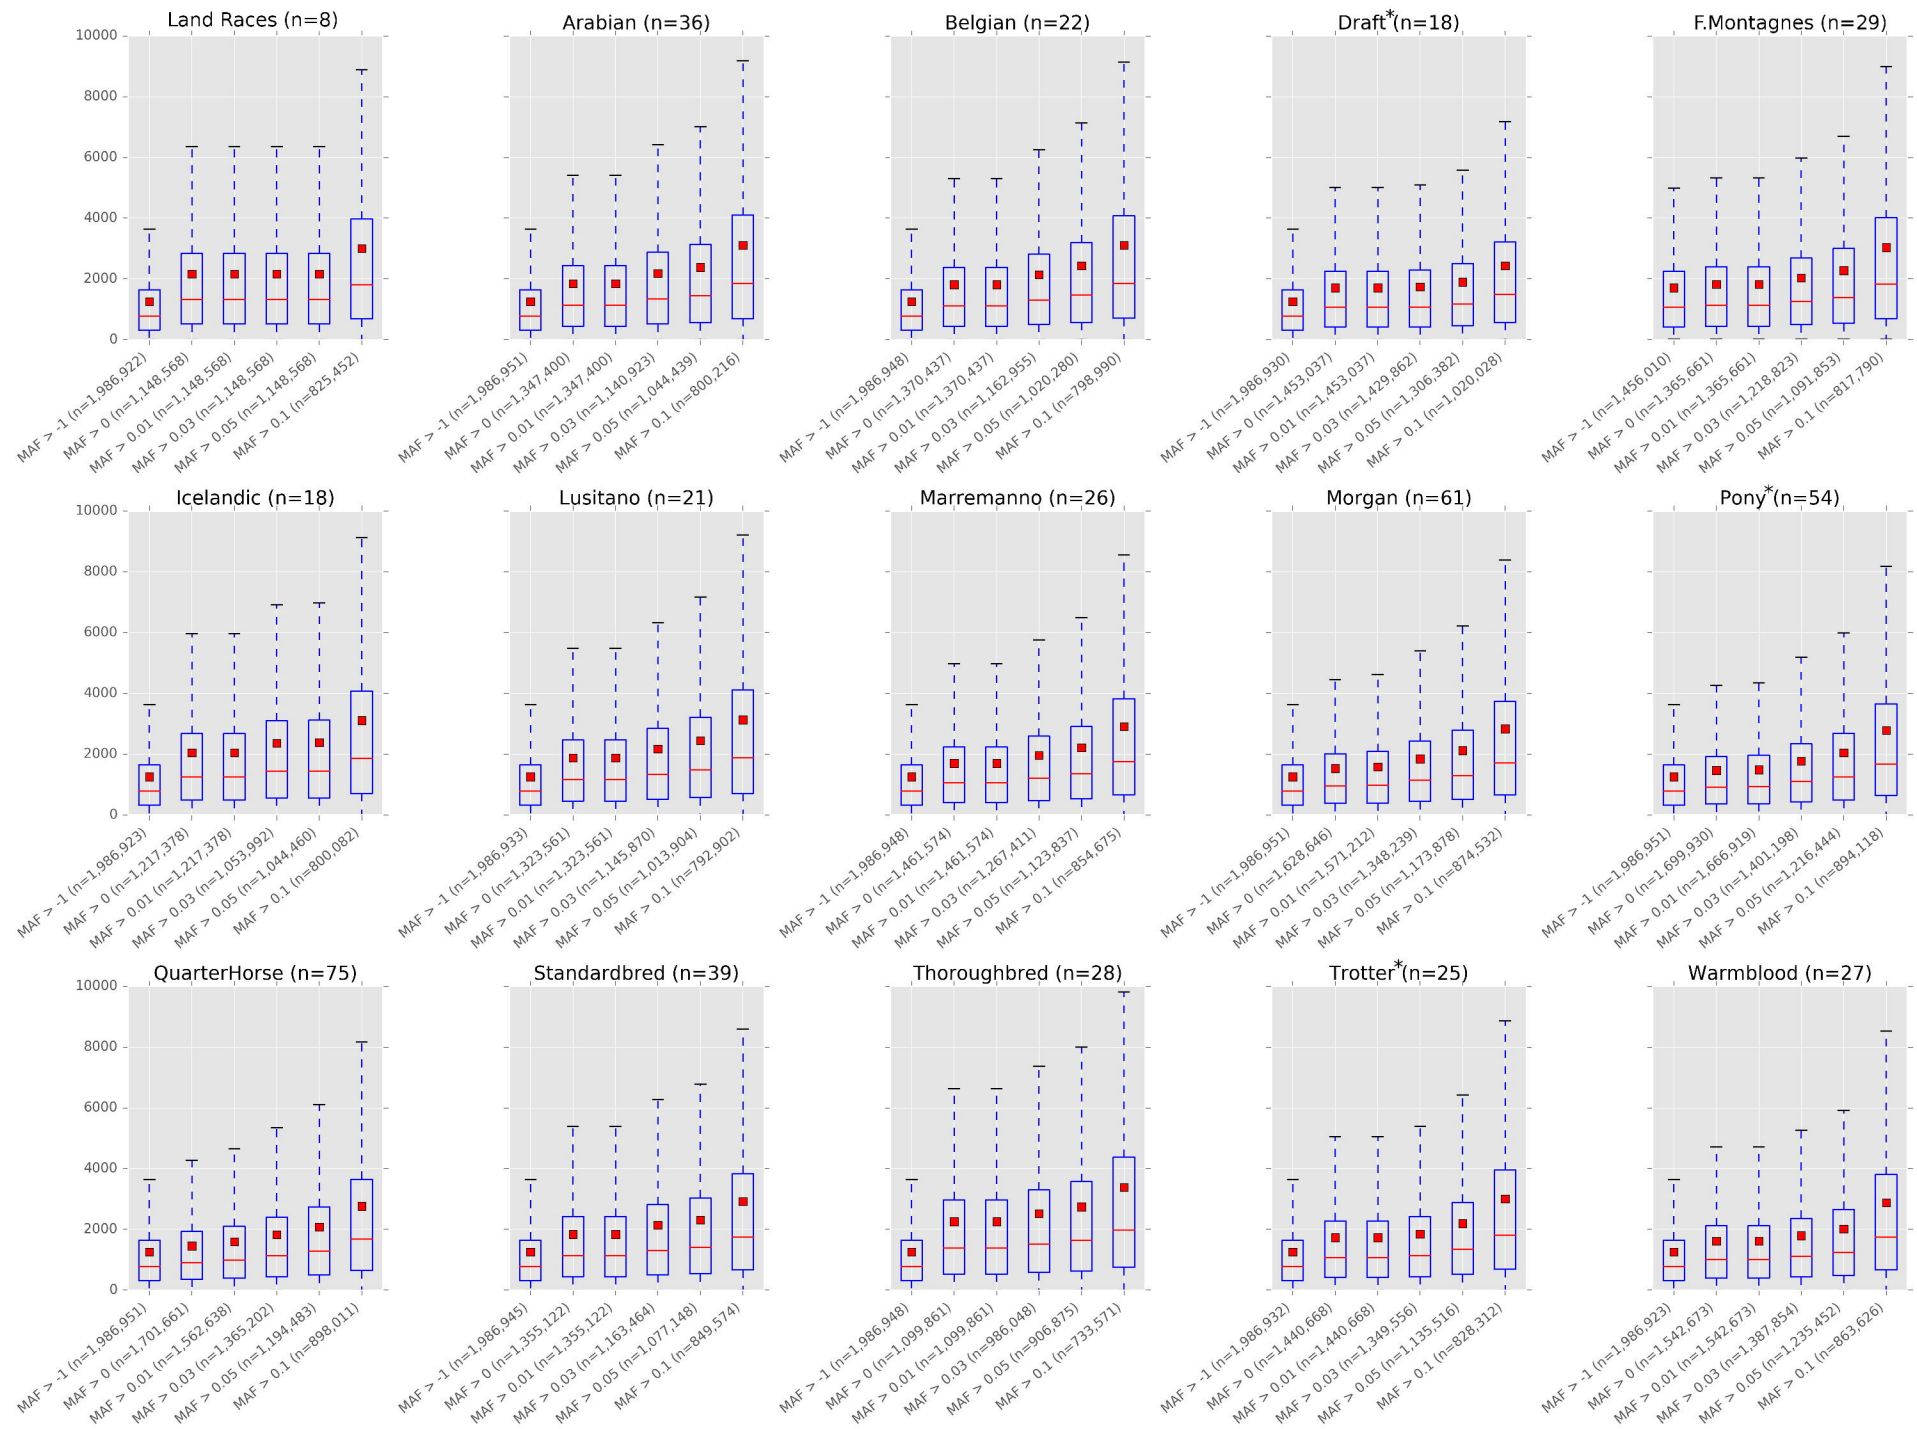 Land Races (n=8)
Arabian (n=36)
Belgian (n=22)
Draft*(n=18)
F.Montagnes (n=29)
10000
8000
6000
4000
2000
0
MAF > -1 (n=1,986,922)
MAF > 0 (n=1,148,568)
MAF > 0.01 (n=1,148,568)
MAF > 0.03 (n=1,148,568)
MAF > 0.05 (n=1,148,568)
MAF > 0.1 (n=825,452)
MAF > -1 (n=1,986,951)
MAF > 0 (n=1,347,400)
MAF > 0.01 (n=1,347,400)
MAF > 0.03 (n=1,140,923)
MAF > 0.05 (n=1,044,439)
MAF > 0.1 (n=800,216)
MAF > -1 (n=1,986,948)
MAF > 0 (n=1,370,437)
MAF > 0.01 (n=1,370,437)
MAF > 0.03 (n=1,162,955)
MAF > 0.05 (n=1,020,280)
MAF > 0.1 (n=798,990)
MAF > -1 (n=1,986,930)
MAF > 0 (n=1,453,037)
MAF > 0.01 (n=1,453,037)
MAF > 0.03 (n=1,429,862)
MAF > 0.05 (n=1,306,382)
MAF > 0.1 (n=1,020,028)
MAF > -1 (n=1,456,010)
MAF > 0 (n=1,365,661)
MAF > 0.01 (n=1,365,661)
MAF > 0.03 (n=1,218,823)
MAF > 0.05 (n=1,091,853)
MAF > 0.1 (n=817,790)
Icelandic (n=18)
Lusitano (n=21)
Marremanno (n=26)
Morgan (n=61)
Pony*(n=54)
10000
8000
6000
4000
2000
0
MAF > -1 (n=1,986,923)
MAF > 0 (n=1,217,378)
MAF > 0.01 (n=1,217,378)
MAF > 0.03 (n=1,053,992)
MAF > 0.05 (n=1,044,460)
MAF > 0.1 (n=800,082)
MAF > -1 (n=1,986,933)
MAF > 0 (n=1,323,561)
MAF > 0.01 (n=1,323,561)
MAF > 0.03 (n=1,145,870)
MAF > 0.05 (n=1,013,904)
MAF > 0.1 (n=792,902)
MAF > -1 (n=1,986,948)
MAF > 0 (n=1,461,574)
MAF > 0.01 (n=1,461,574)
MAF > 0.03 (n=1,267,411)
MAF > 0.05 (n=1,123,837)
MAF > 0.1 (n=854,675)
MAF > -1 (n=1,986,951)
MAF > 0 (n=1,628,646)
MAF > 0.01 (n=1,571,212)
MAF > 0.03 (n=1,348,239)
MAF > 0.05 (n=1,173,878)
MAF > 0.1 (n=874,532)
MAF > -1 (n=1,986,951)
MAF > 0 (n=1,699,930)
MAF > 0.01 (n=1,666,919)
MAF > 0.03 (n=1,401,198)
MAF > 0.05 (n=1,216,444)
MAF > 0.1 (n=894,118)
QuarterHorse (n=75)
Standardbred (n=39)
Thoroughbred (n=28)
Trotter*(n=25)
Warmblood (n=27)
10000
8000
6000
4000
2000
0
MAF > -1 (n=1,986,951)
MAF > 0 (n=1,701,661)
MAF > 0.01 (n=1,562,638)
MAF > 0.03 (n=1,365,202)
MAF > 0.05 (n=1,194,483)
MAF > 0.1 (n=898,011)
MAF > -1 (n=1,986,945)
MAF > 0 (n=1,355,122)
MAF > 0.01 (n=1,355,122)
MAF > 0.03 (n=1,163,464)
MAF > 0.05 (n=1,077,148)
MAF > 0.1 (n=849,574)
MAF > -1 (n=1,986,948)
MAF > 0 (n=1,099,861)
MAF > 0.01 (n=1,099,861)
MAF > 0.03 (n=986,048)
MAF > 0.05 (n=906,875)
MAF > 0.1 (n=733,571)
MAF > -1 (n=1,986,932)
MAF > 0 (n=1,440,668)
MAF > 0.01 (n=1,440,668)
MAF > 0.03 (n=1,349,556)
MAF > 0.05 (n=1,135,516)
MAF > 0.1 (n=828,312)
MAF > -1 (n=1,986,923)
MAF > 0 (n=1,542,673)
MAF > 0.01 (n=1,542,673)
MAF > 0.03 (n=1,387,854)
MAF > 0.05 (n=1,235,452)
MAF > 0.1 (n=863,626)